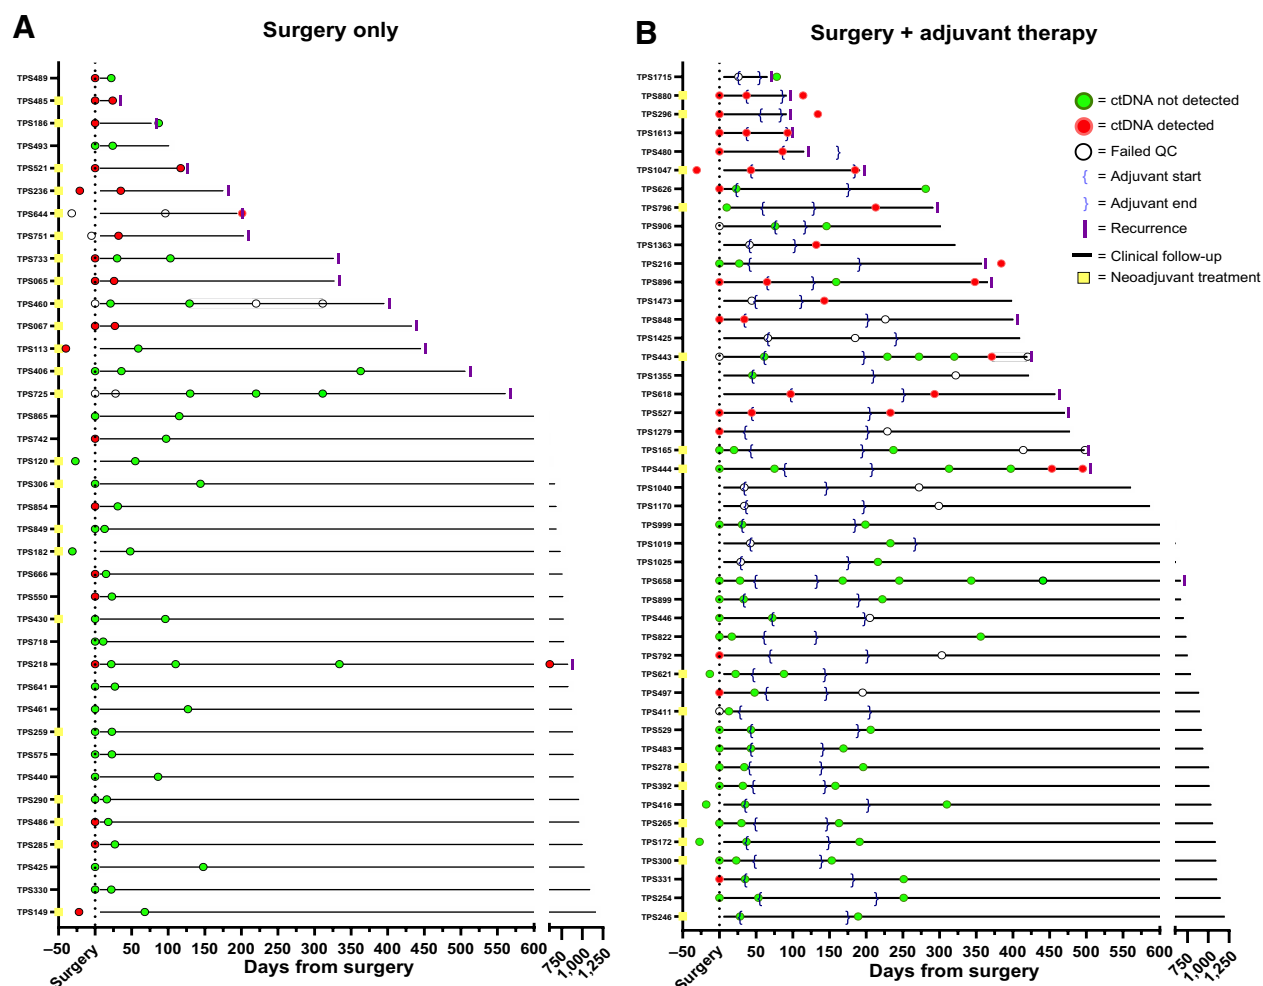 A
Surgery only
TPS489
TPS485
TPS186
TPS493
TPS521
TPS236
TPS644
TPS751
TPS733
TPS065
TPS460
TPS067
TPS113
TPS406
TPS725
TPS865
TPS742
TPS120
TPS306
TPS854
TPS849
TPS182
TPS666
TPS550
TPS430
TPS718
TPS218
TPS641
TPS461
TPS259
TPS575
TPS440
TPS290
TPS486
TPS285
TPS425
TPS330
TPS149
–50 Surgery 50 100 150 200 250 300 350 400 450 500 550 600 750 1,000 1,250
Days from surgery
B
Surgery + adjuvant therapy
TPS1715
TPS880
TPS296
TPS1613
TPS480
TPS1047
TPS626
TPS796
TPS906
TPS1363
TPS216
TPS896
TPS1473
TPS848
TPS1425
TPS443
TPS1355
TPS618
TPS527
TPS1279
TPS165
TPS444
TPS1040
TPS1170
TPS999
TPS1019
TPS1025
TPS658
TPS899
TPS446
TPS822
TPS792
TPS621
TPS497
TPS411
TPS529
TPS483
TPS278
TPS392
TPS416
TPS265
TPS172
TPS300
TPS331
TPS254
TPS246
–50 Surgery 50 100 150 200 250 300 350 400 450 500 550 600 750 1,000 1,250
Days from surgery
= ctDNA not detected
= ctDNA detected
= Failed QC
{ = Adjuvant start
} = Adjuvant end
= Recurrence
= Clinical follow-up
= Neoadjuvant treatment